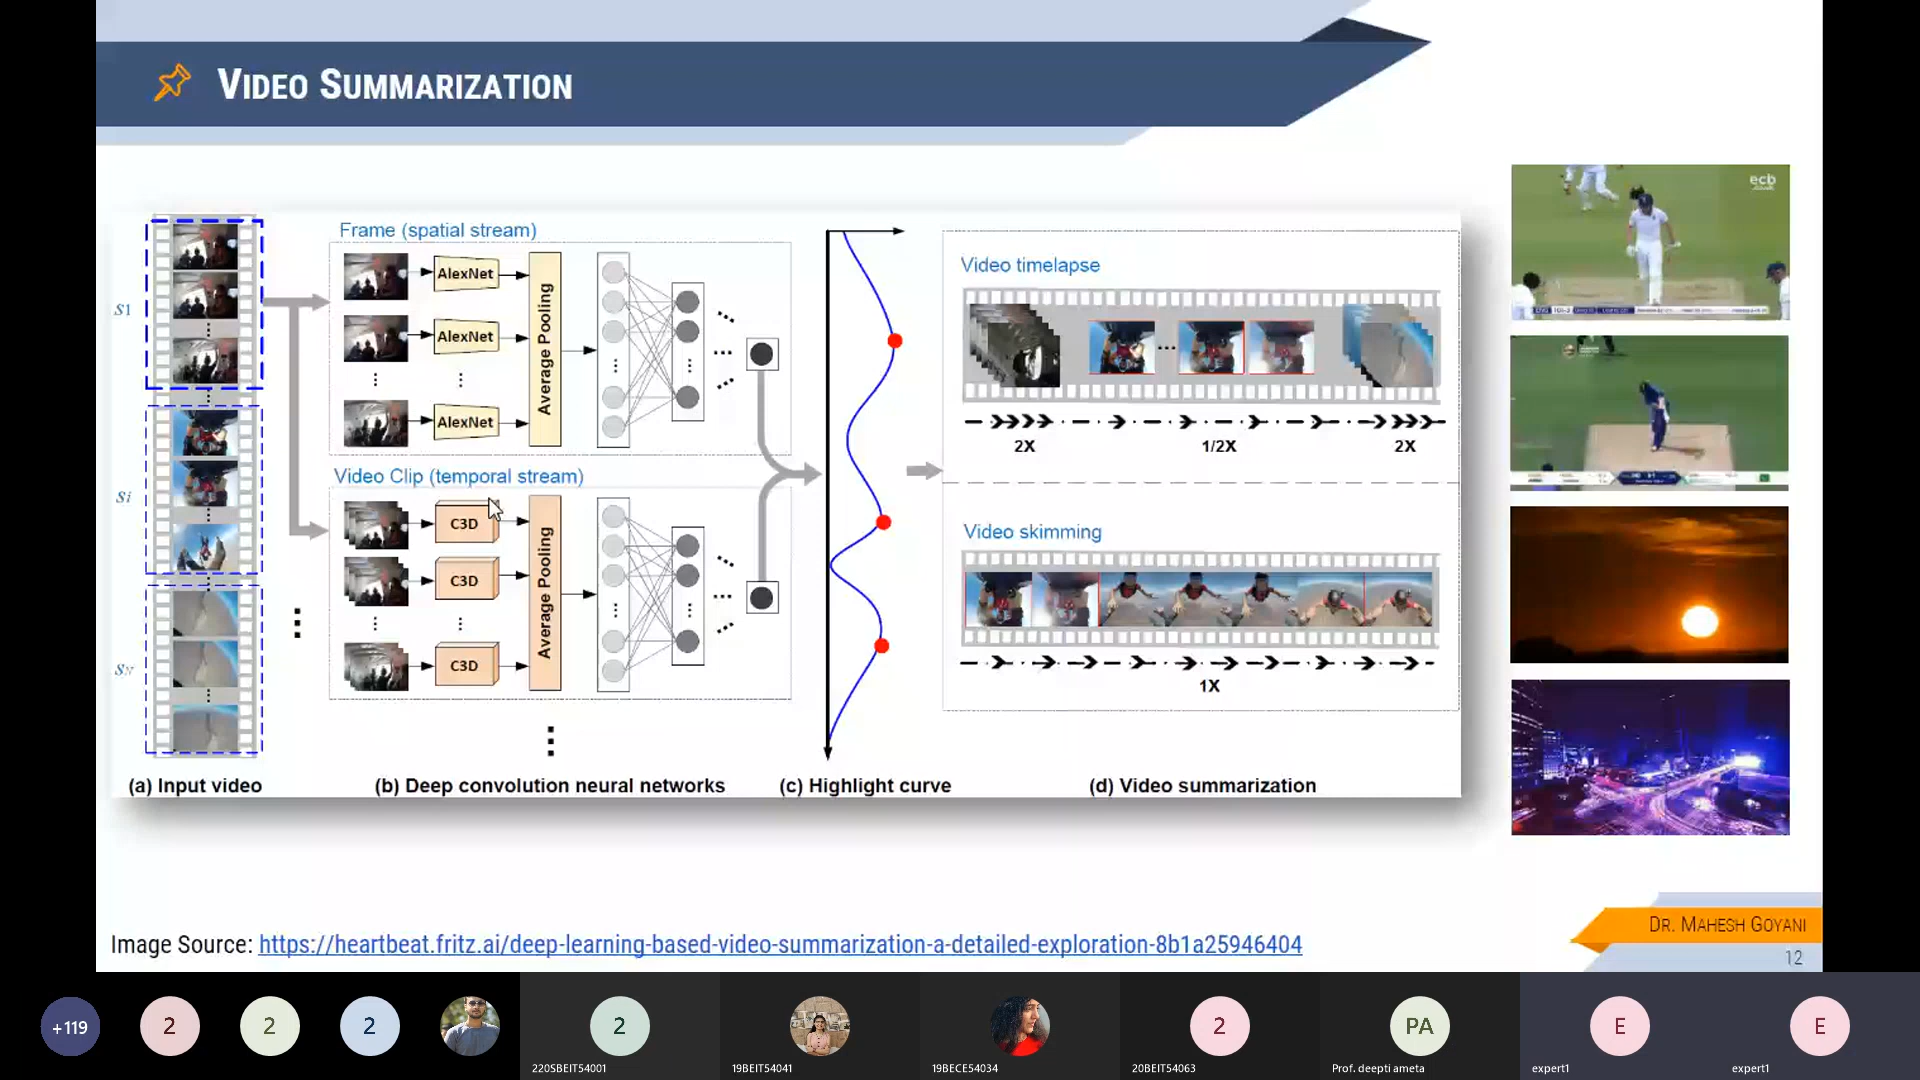 VIDEO SUMMARIZATION
Frame (spatial stream)
S1
AlexNet
AlexNet
AlexNet
Average Pooling
Video Clip (temporal stream)
Si
C3D
C3D
C3D
Average Pooling
SN
Video timelapse
2X
1/2X
2X
Video skimming
1X
(a) Input video
(b) Deep convolution neural networks
(c) Highlight curve
(d) Video summarization
ecb
Image Source: https://heartbeat.fritz.ai/deep-learning-based-video-summarization-a-detailed-exploration-8b1a25946404
DR. MAHESH GOYANI
12
+119
2
2
2
2
220SBEIT54001
19BEIT54041
19BECE54034
2
20BEIT54063
PA
Prof. deepti ameta
E
expert1
E
expert1